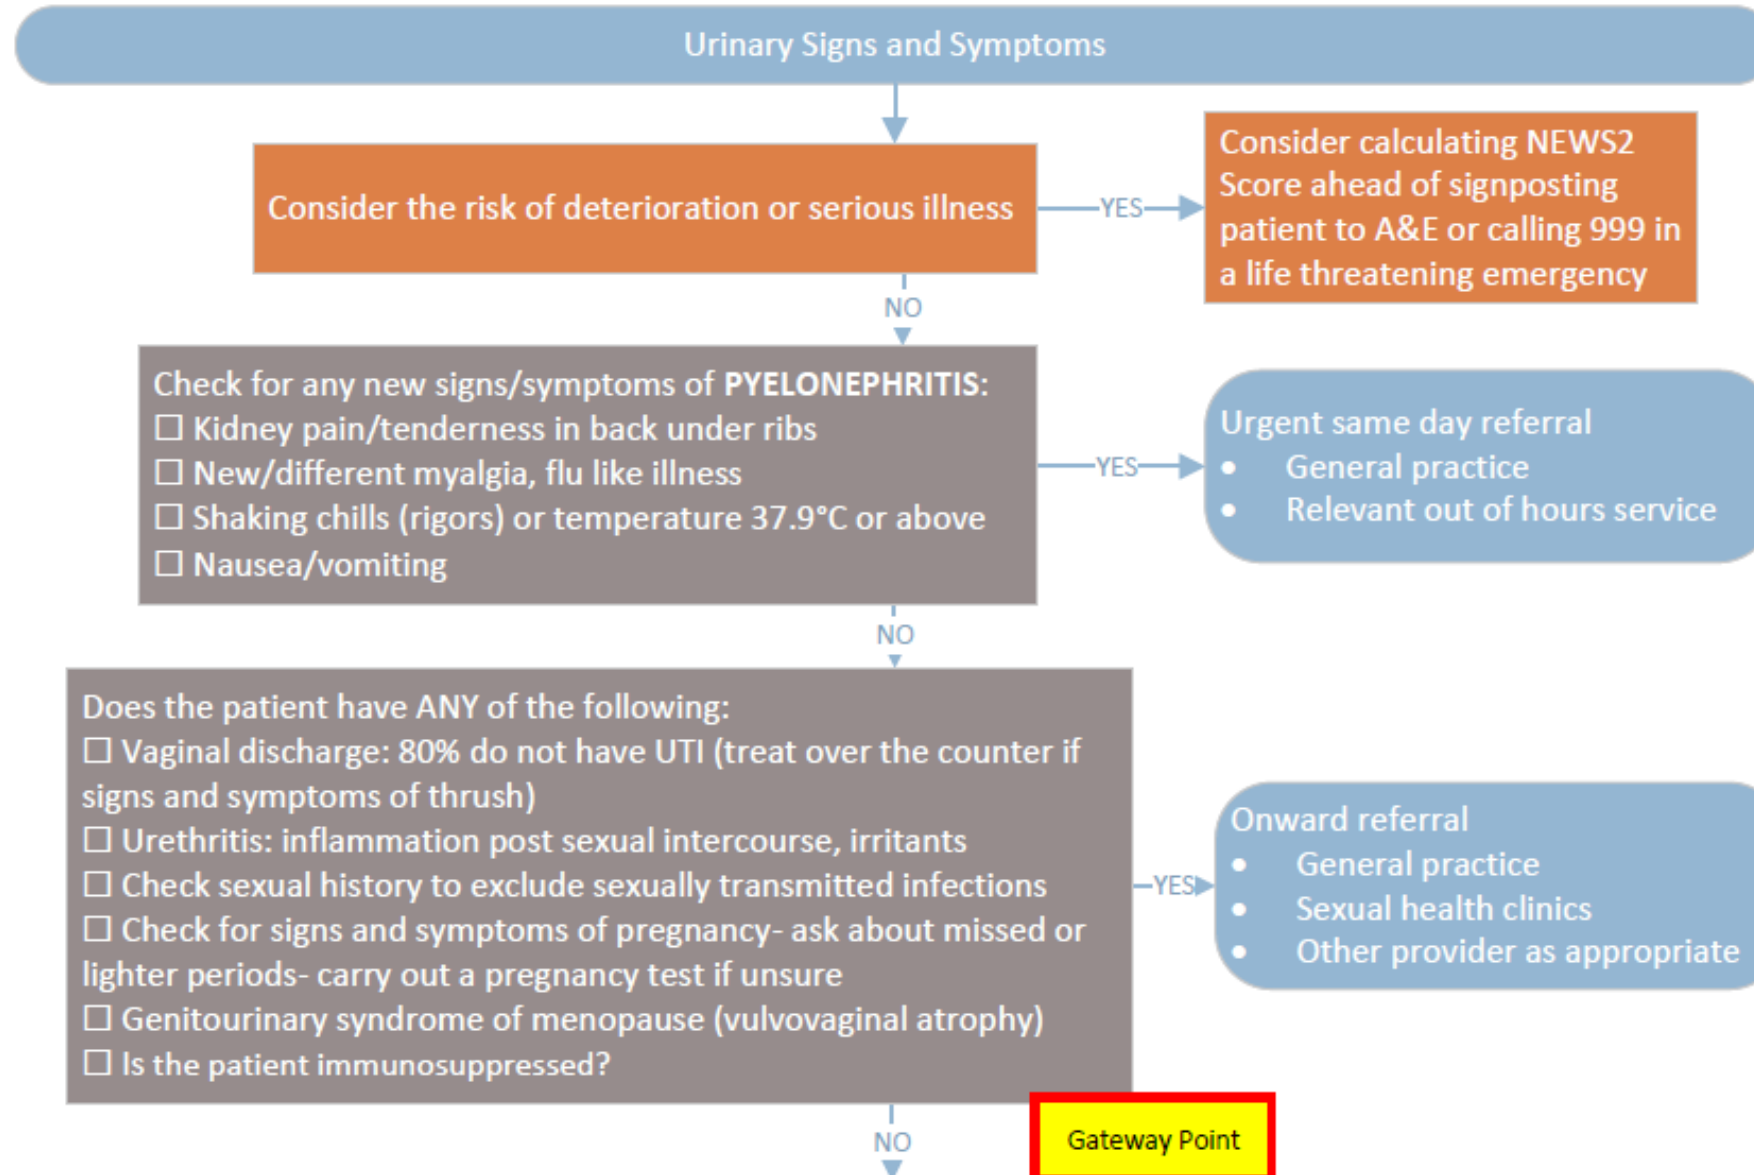 Urinary Signs and Symptoms
Consider the risk of deterioration or serious illness
YES
Consider calculating NEWS2
Score ahead of signposting
patient to A&E or calling 999 in
a life threatening emergency
NO
Check for any new signs/symptoms of PYELONEPHRITIS:
☐ Kidney pain/tenderness in back under ribs
☐ New/different myalgia, flu like illness
☐ Shaking chills (rigors) or temperature 37.9°C or above
☐ Nausea/vomiting
YES
Urgent same day referral
• General practice
• Relevant out of hours service
NO
Does the patient have ANY of the following:
☐ Vaginal discharge: 80% do not have UTI (treat over the counter if
signs and symptoms of thrush)
☐ Urethritis: inflammation post sexual intercourse, irritants
☐ Check sexual history to exclude sexually transmitted infections
☐ Check for signs and symptoms of pregnancy- ask about missed or
lighter periods- carry out a pregnancy test if unsure
☐ Genitourinary syndrome of menopause (vulvovaginal atrophy)
☐ Is the patient immunosuppressed?
YES
Onward referral
• General practice
• Sexual health clinics
• Other provider as appropriate
NO
Gateway Point